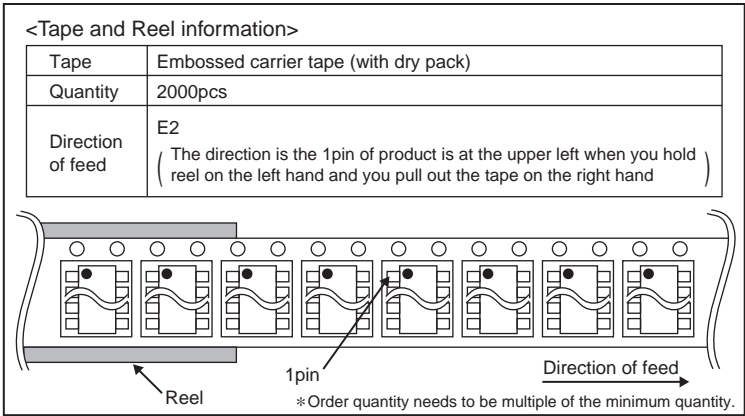 <Tape and Reel information>
Tape Embossed carrier tape (with dry pack)
Quantity 2000pcs
Direction of feed E2
( The direction is the 1pin of product is at the upper left when you hold
reel on the left hand and you pull out the tape on the right hand )
Reel
1pin
Direction of feed
*Order quantity needs to be multiple of the minimum quantity.